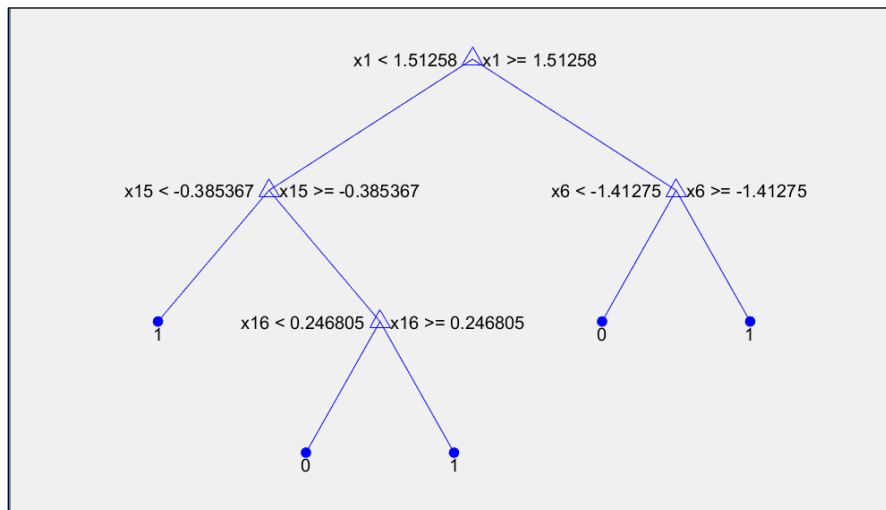 x1 < 1.51258 x1 >= 1.51258
x15 < -0.385367 x15 >= -0.385367 x6 < -1.41275 x6 >= -1.41275
1 x16 < 0.246805 x16 >= 0.246805 0 1
0 1